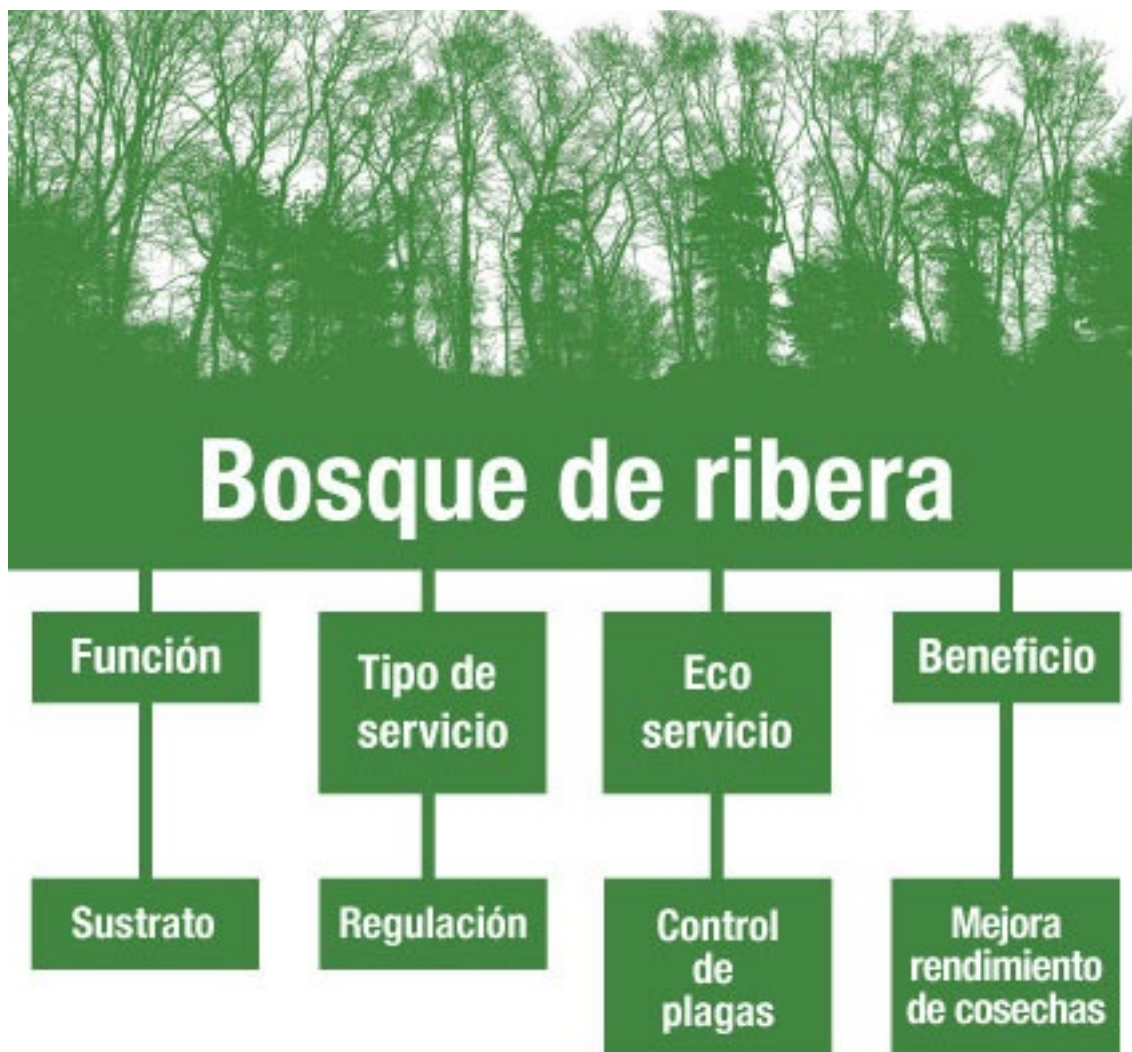 Bosque de ribera
Función
Tipo de
servicio
Eco
servicio
Beneficio
Sustrato
Regulación
Control
de
plagas
Mejora
rendimiento
de cosechas